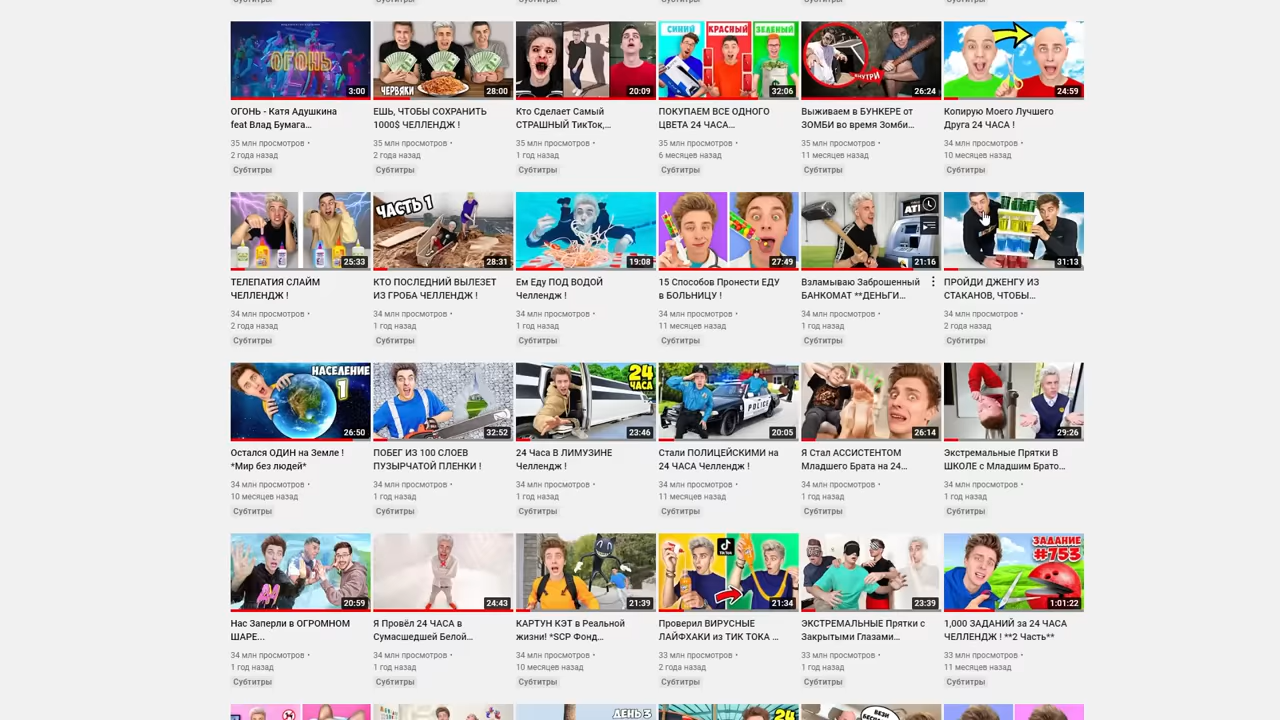 Субтитры Субтитры Субтитры Субтитры Субтитры Субтитры
ОГОНЬ
3:00
ЧЕРВЯКИ
28:00
20:09
СИНИЙ КРАСНЫЙ ЗЕЛЕНЫЙ
32:06
ВНУТРИ
26:24
24:59
ОГОНЬ - Катя Адушкина
feat Влад Бумага…
35 млн просмотров •
2 года назад
Субтитры
ЕШЬ, ЧТОБЫ СОХРАНИТЬ
1000$ ЧЕЛЛЕНДЖ !
35 млн просмотров •
2 года назад
Субтитры
Кто Сделает Самый
СТРАШНЫЙ ТикТок,…
35 млн просмотров •
1 год назад
Субтитры
ПОКУПАЕМ ВСЕ ОДНОГО
ЦВЕТА 24 ЧАСА…
35 млн просмотров •
6 месяцев назад
Субтитры
Выживаем в БУНКЕРЕ от
ЗОМБИ во время Зомби…
35 млн просмотров •
11 месяцев назад
Субтитры
Копирую Моего Лучшего
Друга 24 ЧАСА !
34 млн просмотров •
10 месяцев назад
Субтитры
25:33
ЧАСТЬ 1
28:31
19:08
27:49
ATM
21:16
31:13
ТЕЛЕПАТИЯ СЛАЙМ
ЧЕЛЛЕНДЖ !
34 млн просмотров •
2 года назад
Субтитры
КТО ПОСЛЕДНИЙ ВЫЛЕЗЕТ
ИЗ ГРОБА ЧЕЛЛЕНДЖ !
34 млн просмотров •
1 год назад
Субтитры
Ем Еду ПОД ВОДОЙ
Челлендж !
34 млн просмотров •
1 год назад
Субтитры
15 Способов Пронести ЕДУ
в БОЛЬНИЦУ !
34 млн просмотров •
11 месяцев назад
Субтитры
Взламываю Заброшенный
БАНКОМАТ **ДЕНЬГИ…
34 млн просмотров •
1 год назад
Субтитры
ПРОЙДИ ДЖЕНГУ ИЗ
СТАКАНОВ, ЧТОБЫ…
34 млн просмотров •
2 года назад
Субтитры
НАСЕЛЕНИЕ
1
26:50
32:52
24
ЧАСА
23:46
POLICE
20:05
26:14
29:26
Остался ОДИН на Земле !
*Мир без людей*
34 млн просмотров •
10 месяцев назад
Субтитры
ПОБЕГ ИЗ 100 СЛОЕВ
ПУЗЫРЧАТОЙ ПЛЕНКИ !
34 млн просмотров •
1 год назад
Субтитры
24 Часа В ЛИМУЗИНЕ
Челлендж !
34 млн просмотров •
1 год назад
Субтитры
Стали ПОЛИЦЕЙСКИМИ на
24 ЧАСА Челлендж !
34 млн просмотров •
11 месяцев назад
Субтитры
Я Стал АССИСТЕНТОМ
Младшего Брата на 24…
34 млн просмотров •
1 год назад
Субтитры
Экстремальные Прятки В
ШКОЛЕ с Младшим Брато…
34 млн просмотров •
1 год назад
Субтитры
20:59
24:43
21:39
TikTok
21:34
23:39
ЗАДАНИЕ
#753
1:01:22
Нас Заперли в ОГРОМНОМ
ШАРЕ...
34 млн просмотров •
1 год назад
Субтитры
Я Провёл 24 ЧАСА в
Сумасшедшей Белой…
34 млн просмотров •
1 год назад
Субтитры
КАРТУН КЭТ в Реальной
жизни! *SCP Фонд…
34 млн просмотров •
10 месяцев назад
Субтитры
Проверил ВИРУСНЫЕ
ЛАЙФХАКИ из ТИК ТОКА …
33 млн просмотров •
2 года назад
Субтитры
ЭКСТРЕМАЛЬНЫЕ Прятки с
Закрытыми Глазами…
33 млн просмотров •
1 год назад
Субтитры
1,000 ЗАДАНИЙ за 24 ЧАСА
ЧЕЛЛЕНДЖ ! **2 Часть**
33 млн просмотров •
11 месяцев назад
Субтитры
ДЕНЬ 3
24
БЕЗИ